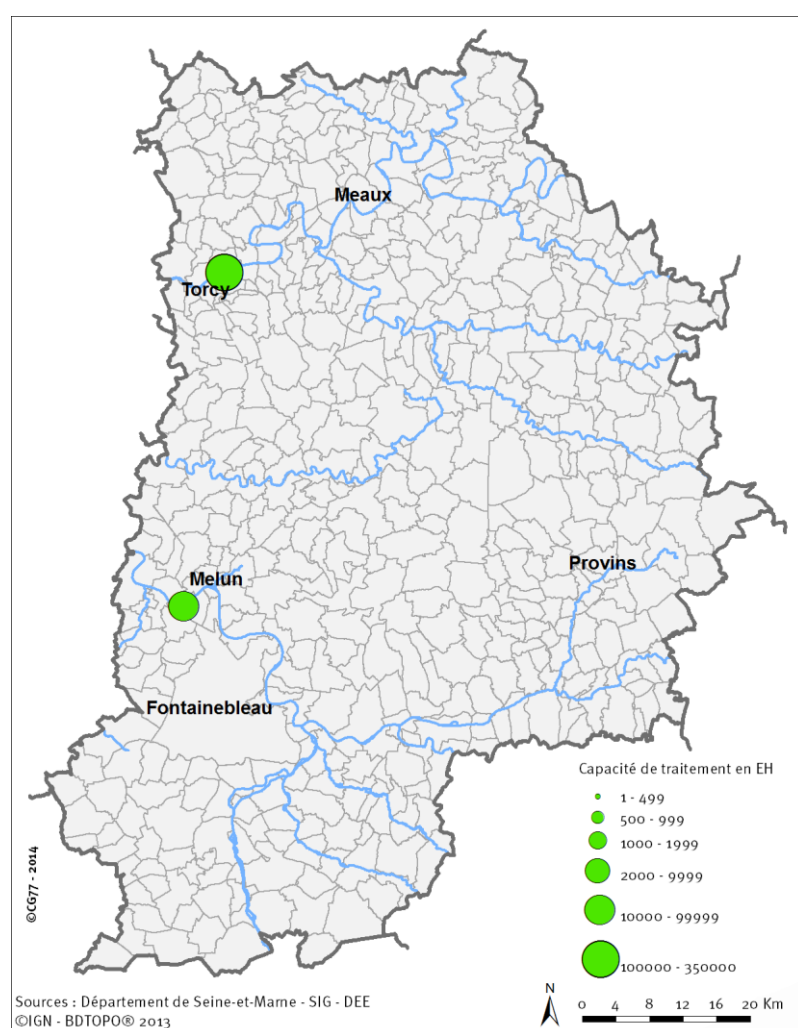 Meaux
Torcy
Melun
Provins
Fontainebleau
Capacité de traitement en EH
1 - 499
500 - 999
1000 - 1999
2000 - 9999
10000 - 99999
100000 - 350000
©CG77 - 2014
Sources : Département de Seine-et-Marne - SIG - DEE
©IGN - BDTOPO® 2013
N
0 4 8 12 16 20 Km